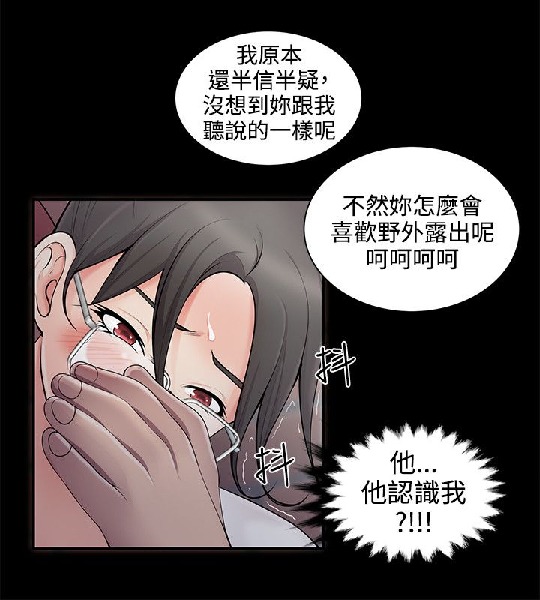 我原本
還半信半疑，
沒想到妳跟我
聽說的一樣呢
不然妳怎麼會
喜歡野外露出呢
呵呵呵呵
抖
抖
他…
他認識我
?!!!